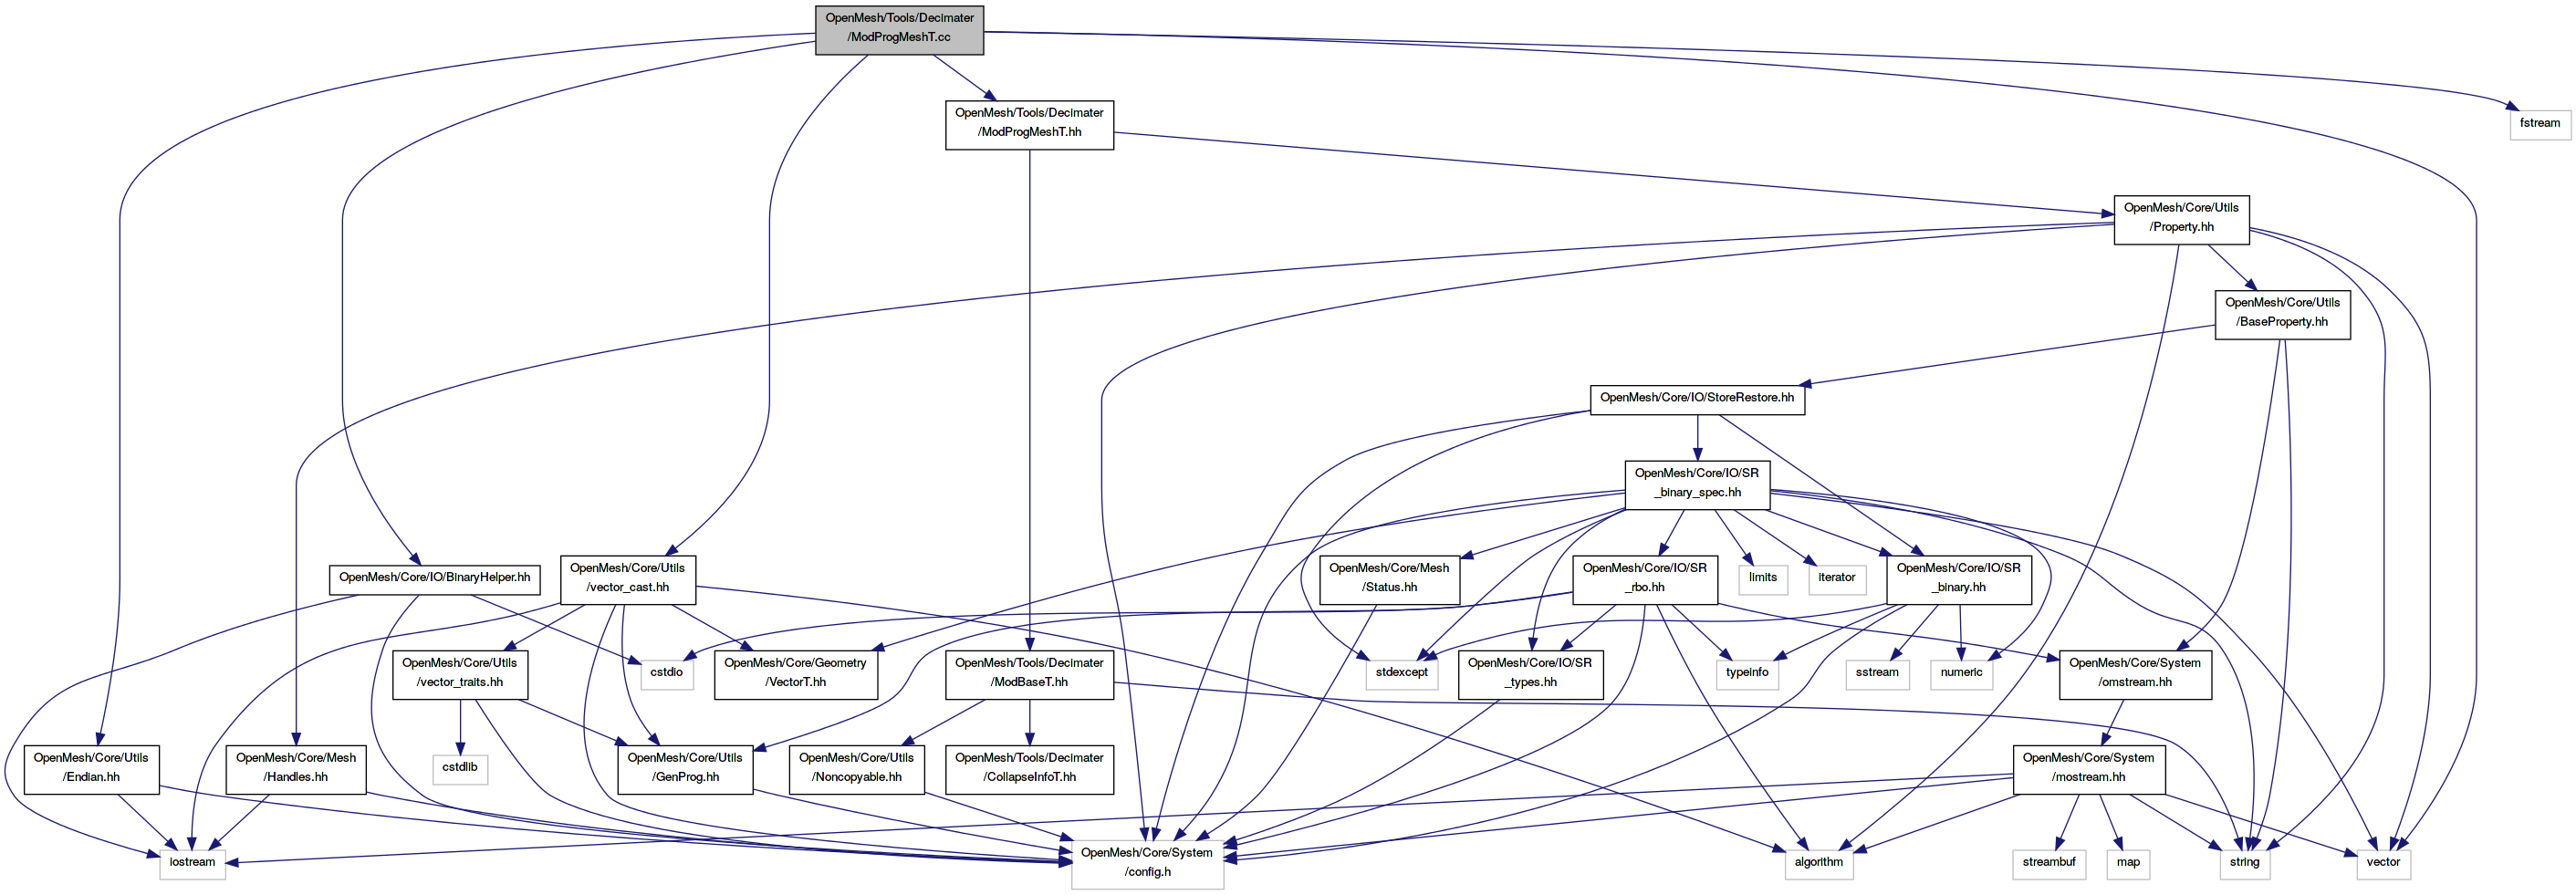 OpenMesh/Tools/Decimater
/ModProgMeshT.cc
OpenMesh/Tools/Decimater
/ModProgMeshT.hh
fstream
OpenMesh/Core/Utils
/Property.hh
OpenMesh/Core/Utils
/BaseProperty.hh
OpenMesh/Core/IO/StoreRestore.hh
OpenMesh/Core/IO/SR
_binary_spec.hh
OpenMesh/Core/IO/BinaryHelper.hh
OpenMesh/Core/Utils
/vector_cast.hh
OpenMesh/Core/Mesh
/Status.hh
OpenMesh/Core/IO/SR
_rbo.hh
limits
iterator
OpenMesh/Core/IO/SR
_binary.hh
OpenMesh/Core/Utils
/vector_traits.hh
cstdio
OpenMesh/Core/Geometry
/VectorT.hh
OpenMesh/Tools/Decimater
/ModBaseT.hh
stdexcept
OpenMesh/Core/IO/SR
_types.hh
typeinfo
sstream
numeric
OpenMesh/Core/System
/omstream.hh
OpenMesh/Core/Utils
/Endian.hh
OpenMesh/Core/Mesh
/Handles.hh
cstdlib
OpenMesh/Core/Utils
/GenProg.hh
OpenMesh/Core/Utils
/Noncopyable.hh
OpenMesh/Tools/Decimater
/CollapseInfoT.hh
OpenMesh/Core/System
/mostream.hh
iostream
OpenMesh/Core/System
/config.h
algorithm
streambuf
map
string
vector